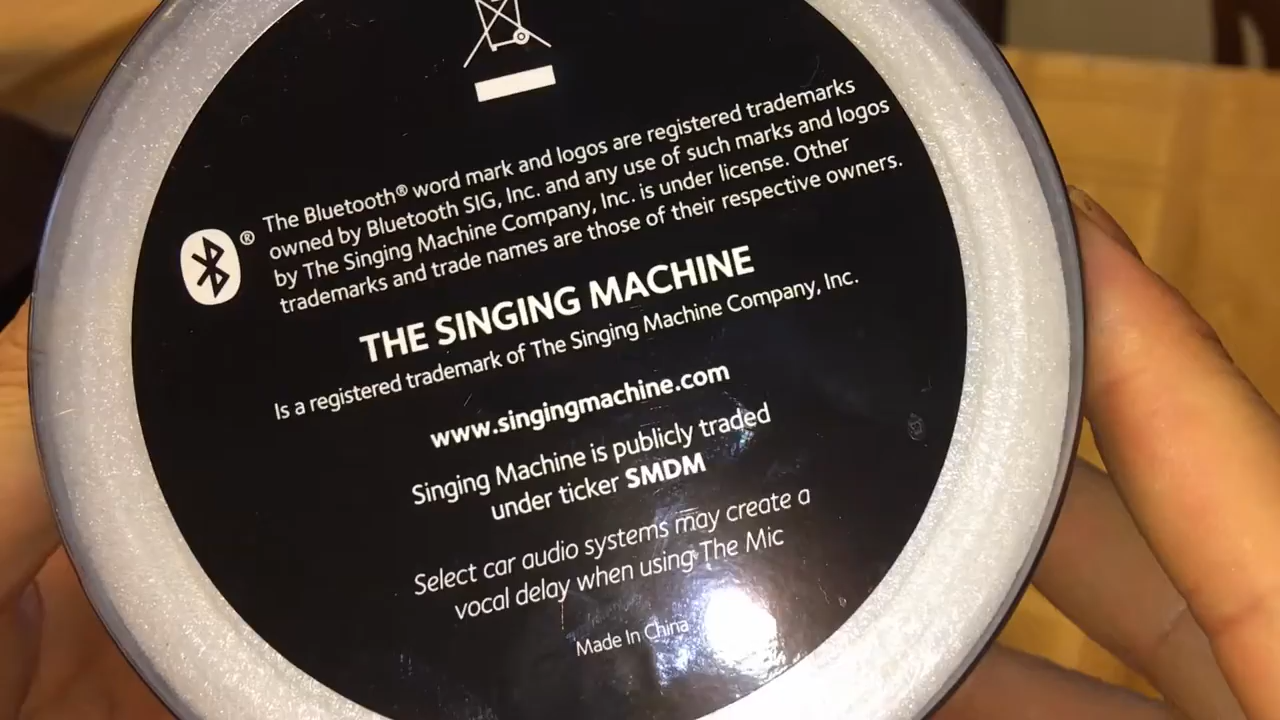 The Bluetooth® word mark and logos are registered trademarks
owned by Bluetooth SIG, Inc. and any use of such marks and logos
by The Singing Machine Company, Inc. is under license. Other
trademarks and trade names are those of their respective owners.
®
THE SINGING MACHINE
Is a registered trademark of The Singing Machine Company, Inc.
www.singingmachine.com
Singing Machine is publicly traded
under ticker SMDM
Select car audio systems may create a
vocal delay when using The Mic
Made In China